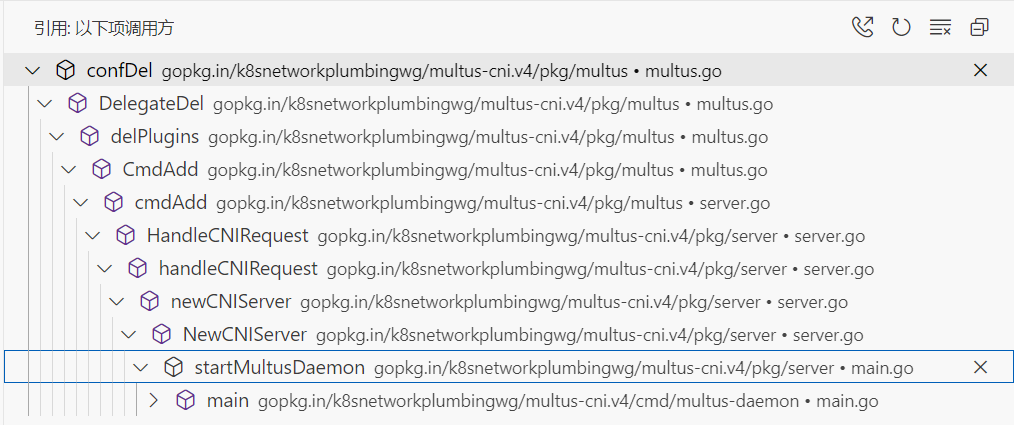 引用: 以下项调用方
confDel gopkg.in/k8snetworkplumbingwg/multus-cni.v4/pkg/multus • multus.go
DelegateDel gopkg.in/k8snetworkplumbingwg/multus-cni.v4/pkg/multus • multus.go
delPlugins gopkg.in/k8snetworkplumbingwg/multus-cni.v4/pkg/multus • multus.go
CmdAdd gopkg.in/k8snetworkplumbingwg/multus-cni.v4/pkg/multus • multus.go
cmdAdd gopkg.in/k8snetworkplumbingwg/multus-cni.v4/pkg/multus • server.go
HandleCNIRequest gopkg.in/k8snetworkplumbingwg/multus-cni.v4/pkg/server • server.go
handleCNIRequest gopkg.in/k8snetworkplumbingwg/multus-cni.v4/pkg/server • server.go
newCNIServer gopkg.in/k8snetworkplumbingwg/multus-cni.v4/pkg/server • server.go
NewCNIServer gopkg.in/k8snetworkplumbingwg/multus-cni.v4/pkg/server • server.go
startMultusDaemon gopkg.in/k8snetworkplumbingwg/multus-cni.v4/pkg/server • main.go
main gopkg.in/k8snetworkplumbingwg/multus-cni.v4/cmd/multus-daemon • main.go